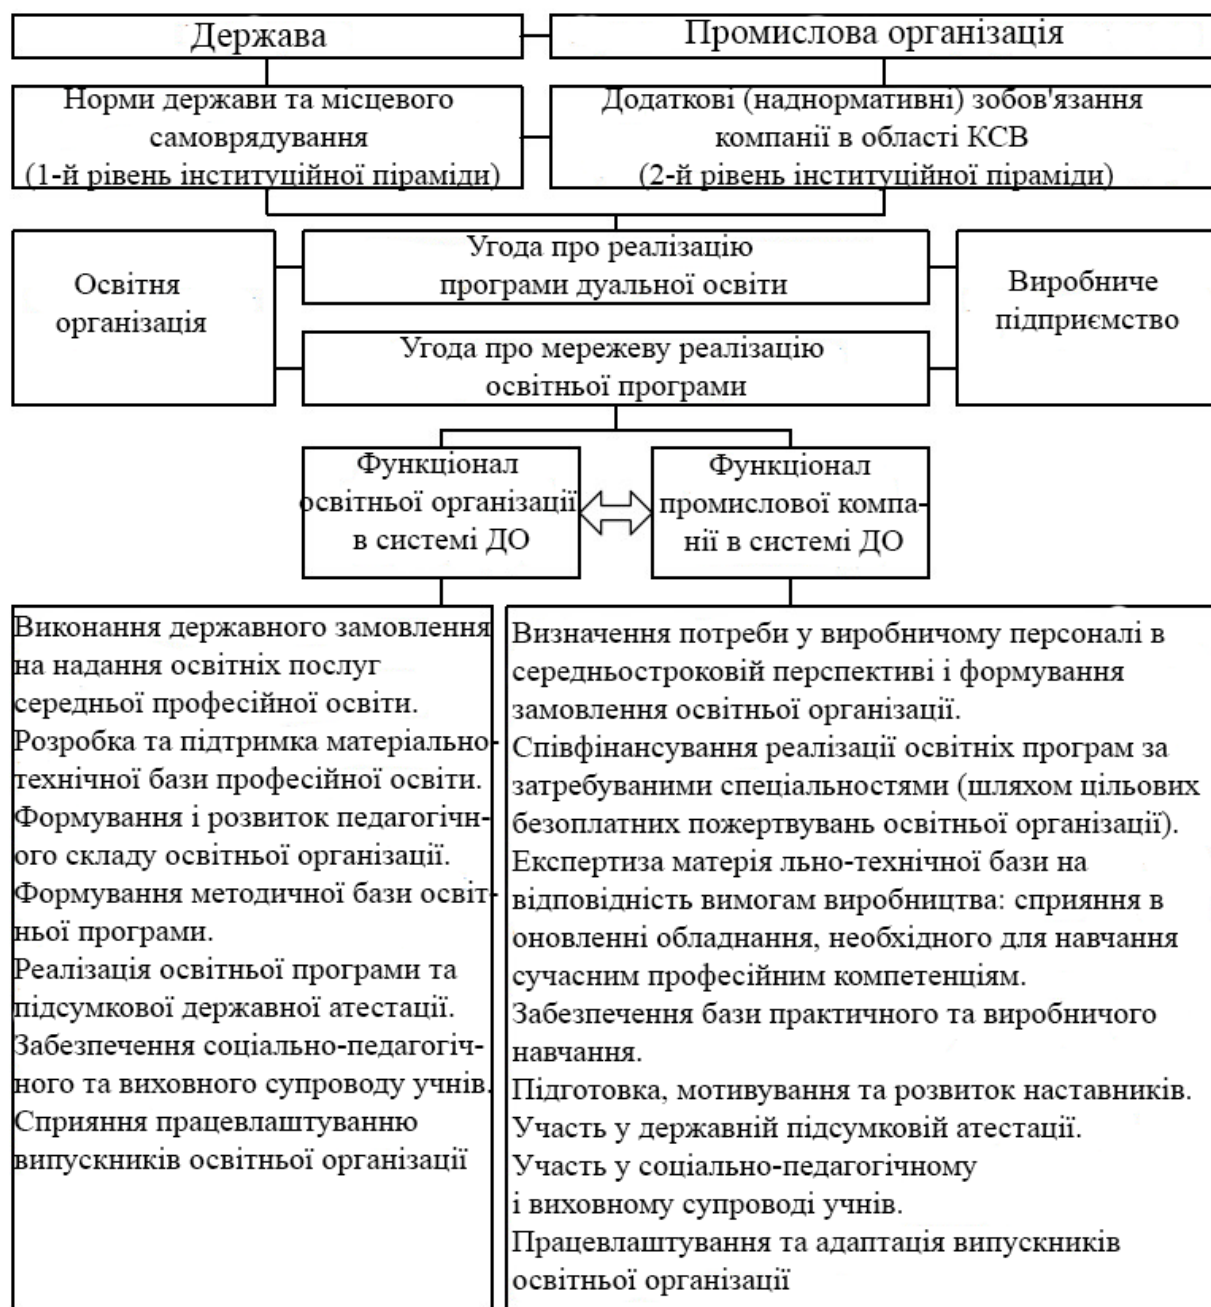 Держава
Промислова організація
Норми держави та місцевого
самоврядування
(1-й рівень інституційної піраміди)
Додаткові (наднормативні) зобов'язання
компанії в області КСВ
(2-й рівень інституційної піраміди)
Освітня
організація
Угода про реалізацію
програми дуальної освіти
Угода про мережеву реалізацію
освітньої програми
Виробниче
підприємство
Функціонал
освітньої організації
в системі ДО
Функціонал
промислової компа-
нії в системі ДО
Виконання державного замовлення
на надання освітніх послуг
середньої професійної освіти.
Розробка та підтримка матеріально-
технічної бази професійної освіти.
Формування і розвиток педагогічн-
ого складу освітньої організації.
Формування методичної бази освіт-
ньої програми.
Реалізація освітньої програми та
підсумкової державної атестації.
Забезпечення соціально-педагогіч-
ного та виховного супроводу учнів.
Сприяння працевлаштуванню
випускників освітньої організації
Визначення потреби у виробничому персоналі в
середньостроковій перспективі і формування
замовлення освітньої організації.
Співфінансування реалізації освітніх програм за
затребуваними спеціальностями (шляхом цільових
безоплатних пожертвувань освітньої організації).
Експертиза матерія льно-технічної бази на
відповідність вимогам виробництва: сприяння в
оновленні обладнання, необхідного для навчання
сучасним професійним компетенціям.
Забезпечення бази практичного та виробничого
навчання.
Підготовка, мотивування та розвиток наставників.
Участь у державній підсумковій атестації.
Участь у соціально-педагогічному
і виховному супроводі учнів.
Працевлаштування та адаптація випускників
освітньої організації